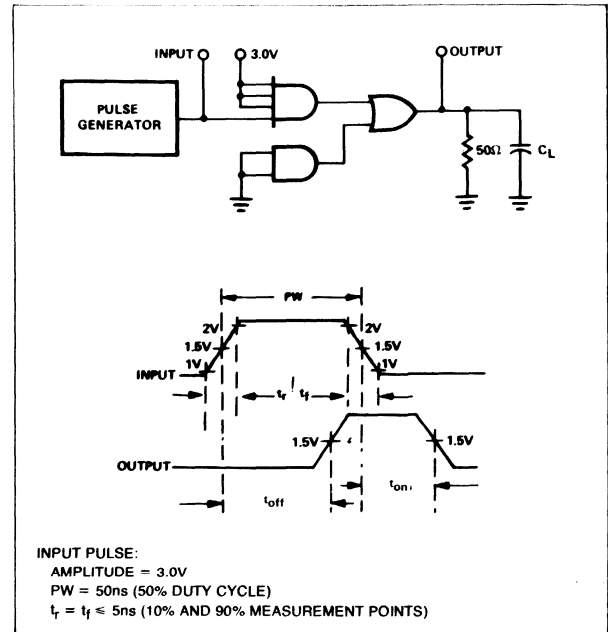 INPUT 3.0V OUTPUT
PULSE
GENERATOR
50Ω CL
PW
2V 2V
1.5V 1.5V
1V 1V
INPUT
tr tf
1.5V 1.5V
OUTPUT
toff ton
INPUT PULSE:
AMPLITUDE = 3.0V
PW = 50ns (50% DUTY CYCLE)
tr = tf ≤ 5ns (10% AND 90% MEASUREMENT POINTS)